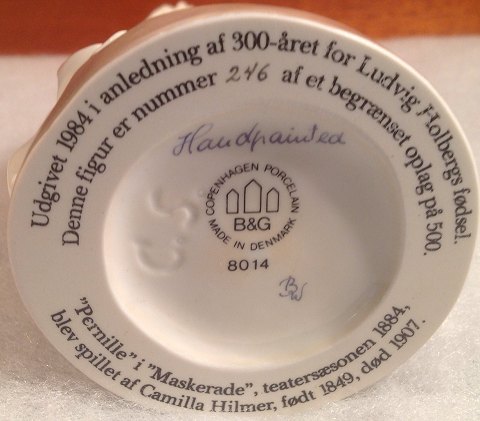 Udgivet 1984 i anledning af 300-året for Ludvig Holbergs fødsel.
Denne figur er nummer 246 af et begrænset oplag på 500.
Handpainted
COPENHAGEN PORCELAIN
B&G
MADE IN DENMARK
C.S.
8014
BW
"Pernille" i "Maskerade", teatersæsonen 1884,
blev spillet af Camilla Hilmer, født 1849, død 1907.